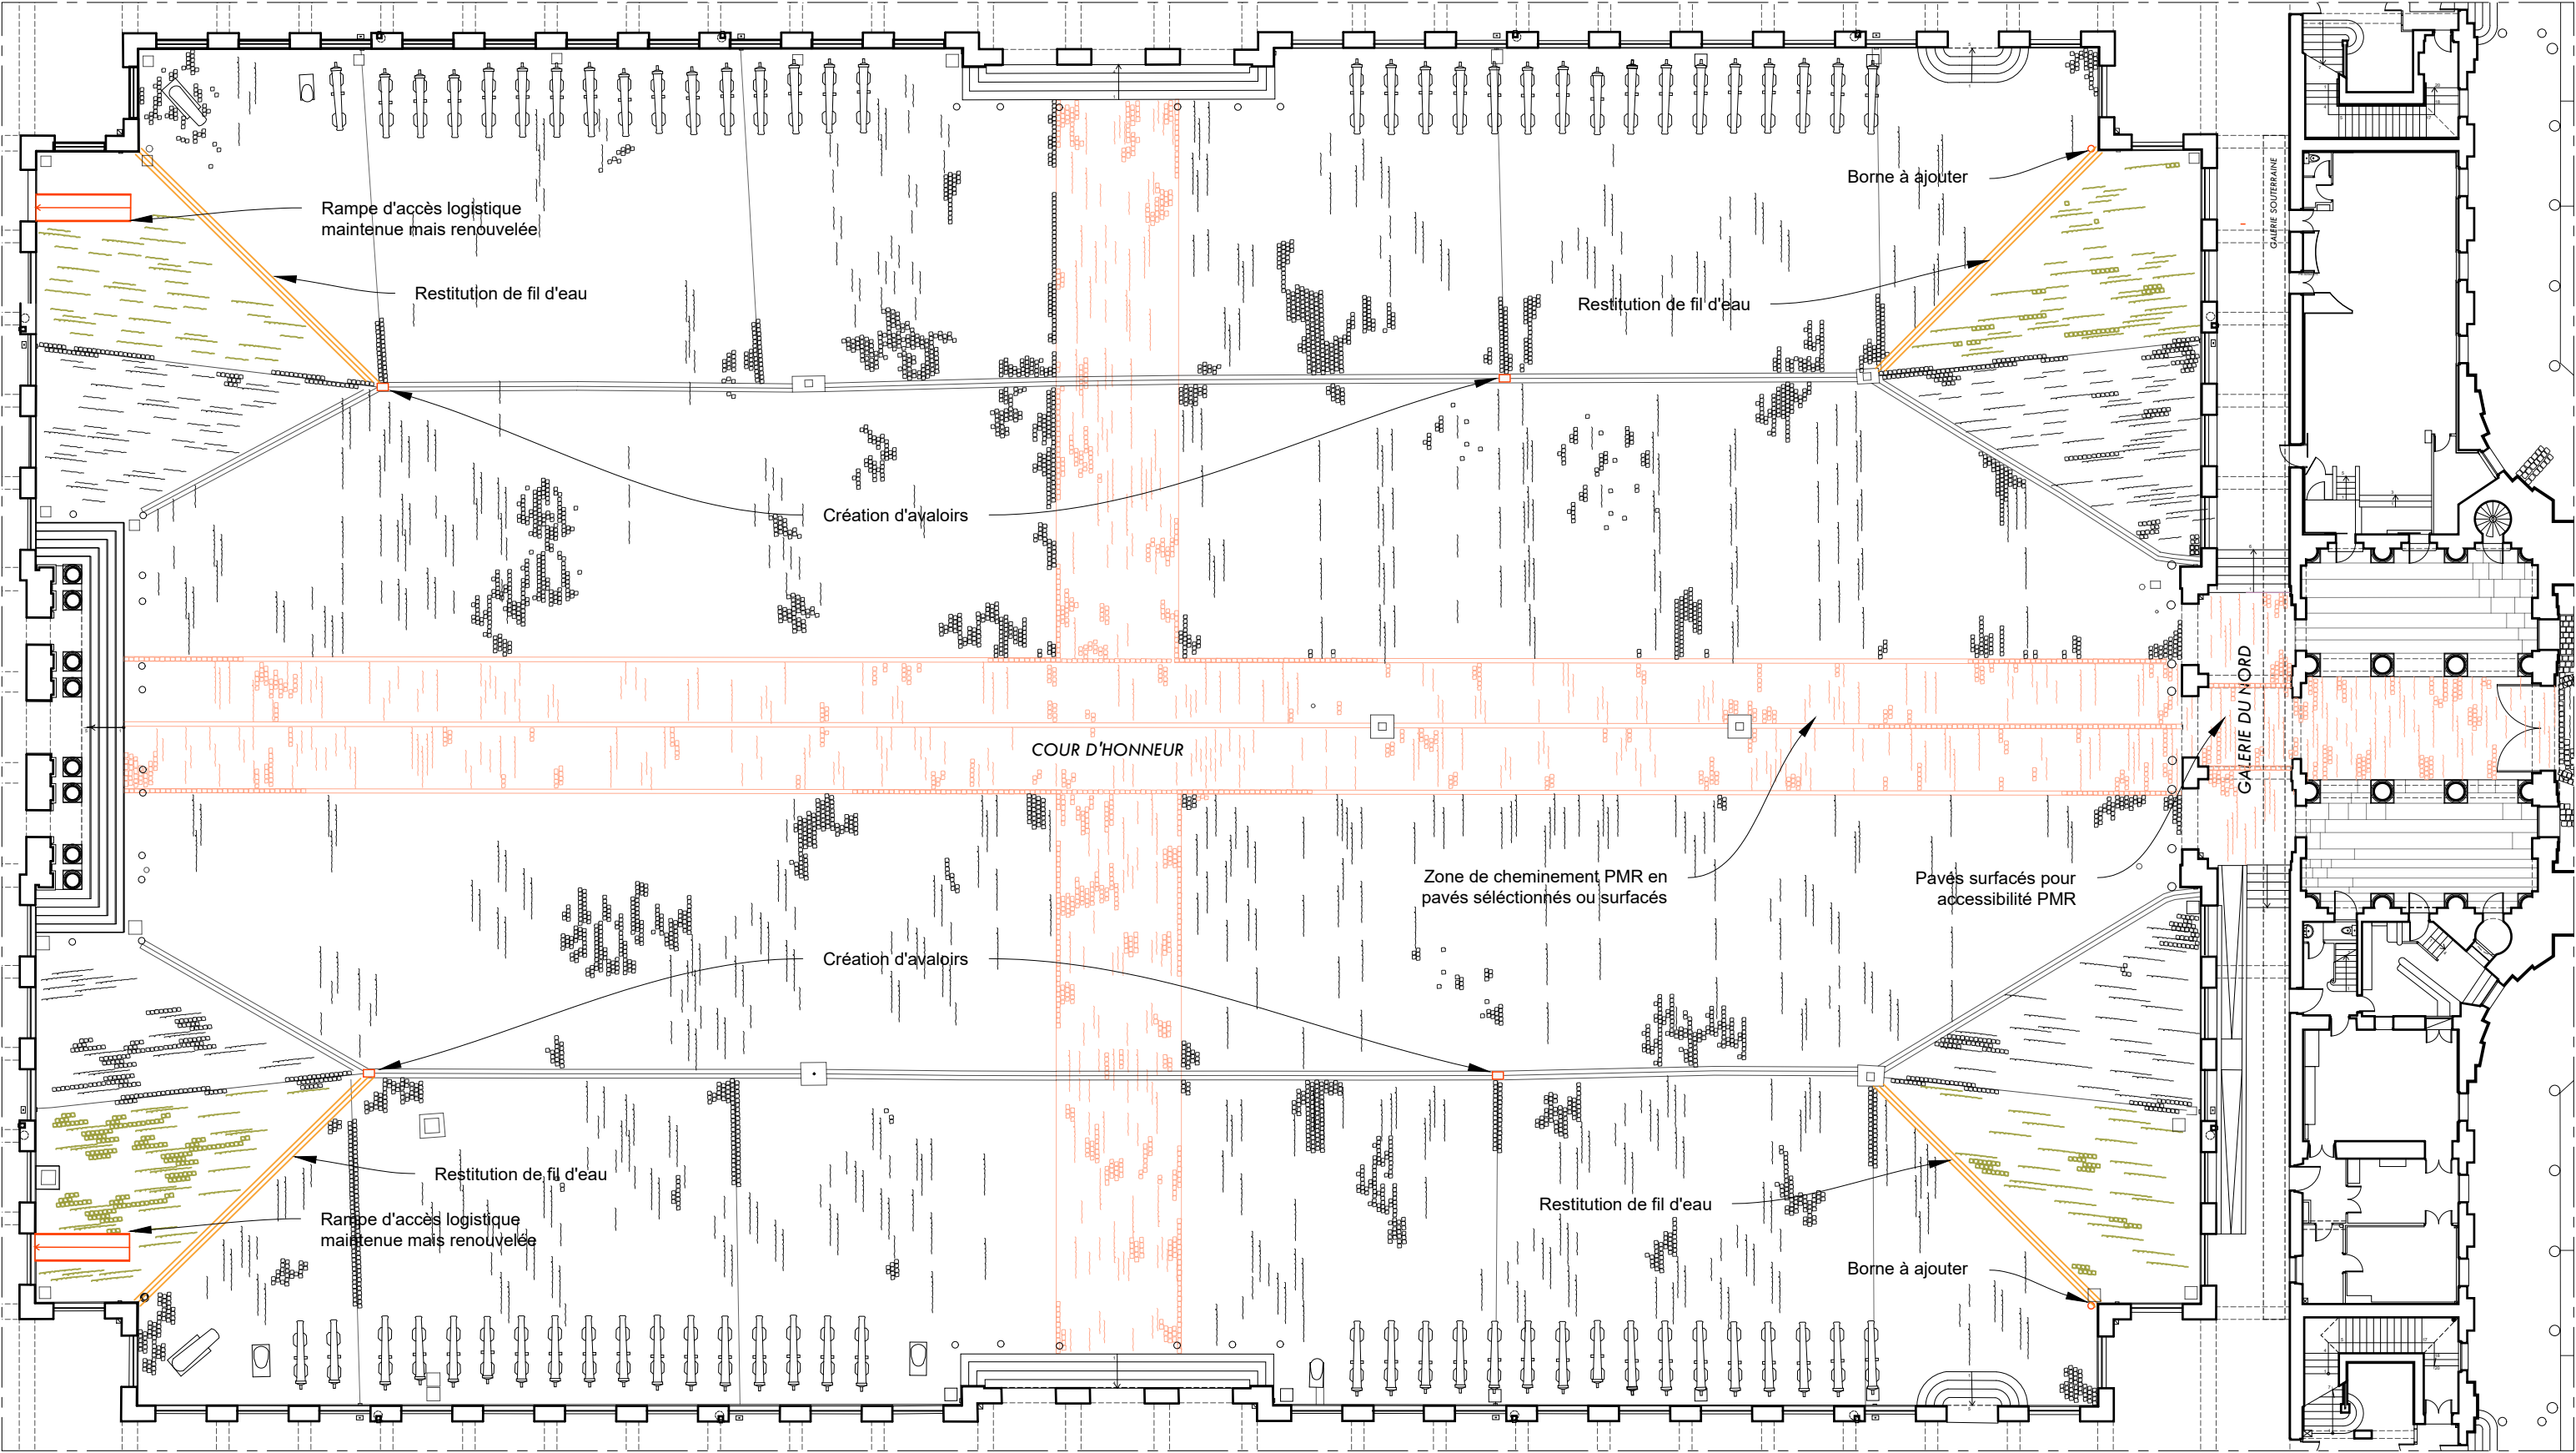 Borne à ajouter
GALERIE SOUTERRAINE
Rampe d'accès logistique
maintenue mais renouvelée
Restitution de fil d'eau
Restitution de fil d'eau
Création d'avaloirs
GALERIE DU NORD
COUR D'HONNEUR
Zone de cheminement PMR en
pavés séléctionnés ou surfacés
Pavés surfacés pour
accessibilité PMR
Création d'avaloirs
Restitution de fil d'eau
Restitution de fil d'eau
Rampe d'accès logistique
maintenue mais renouvelée
Borne à ajouter